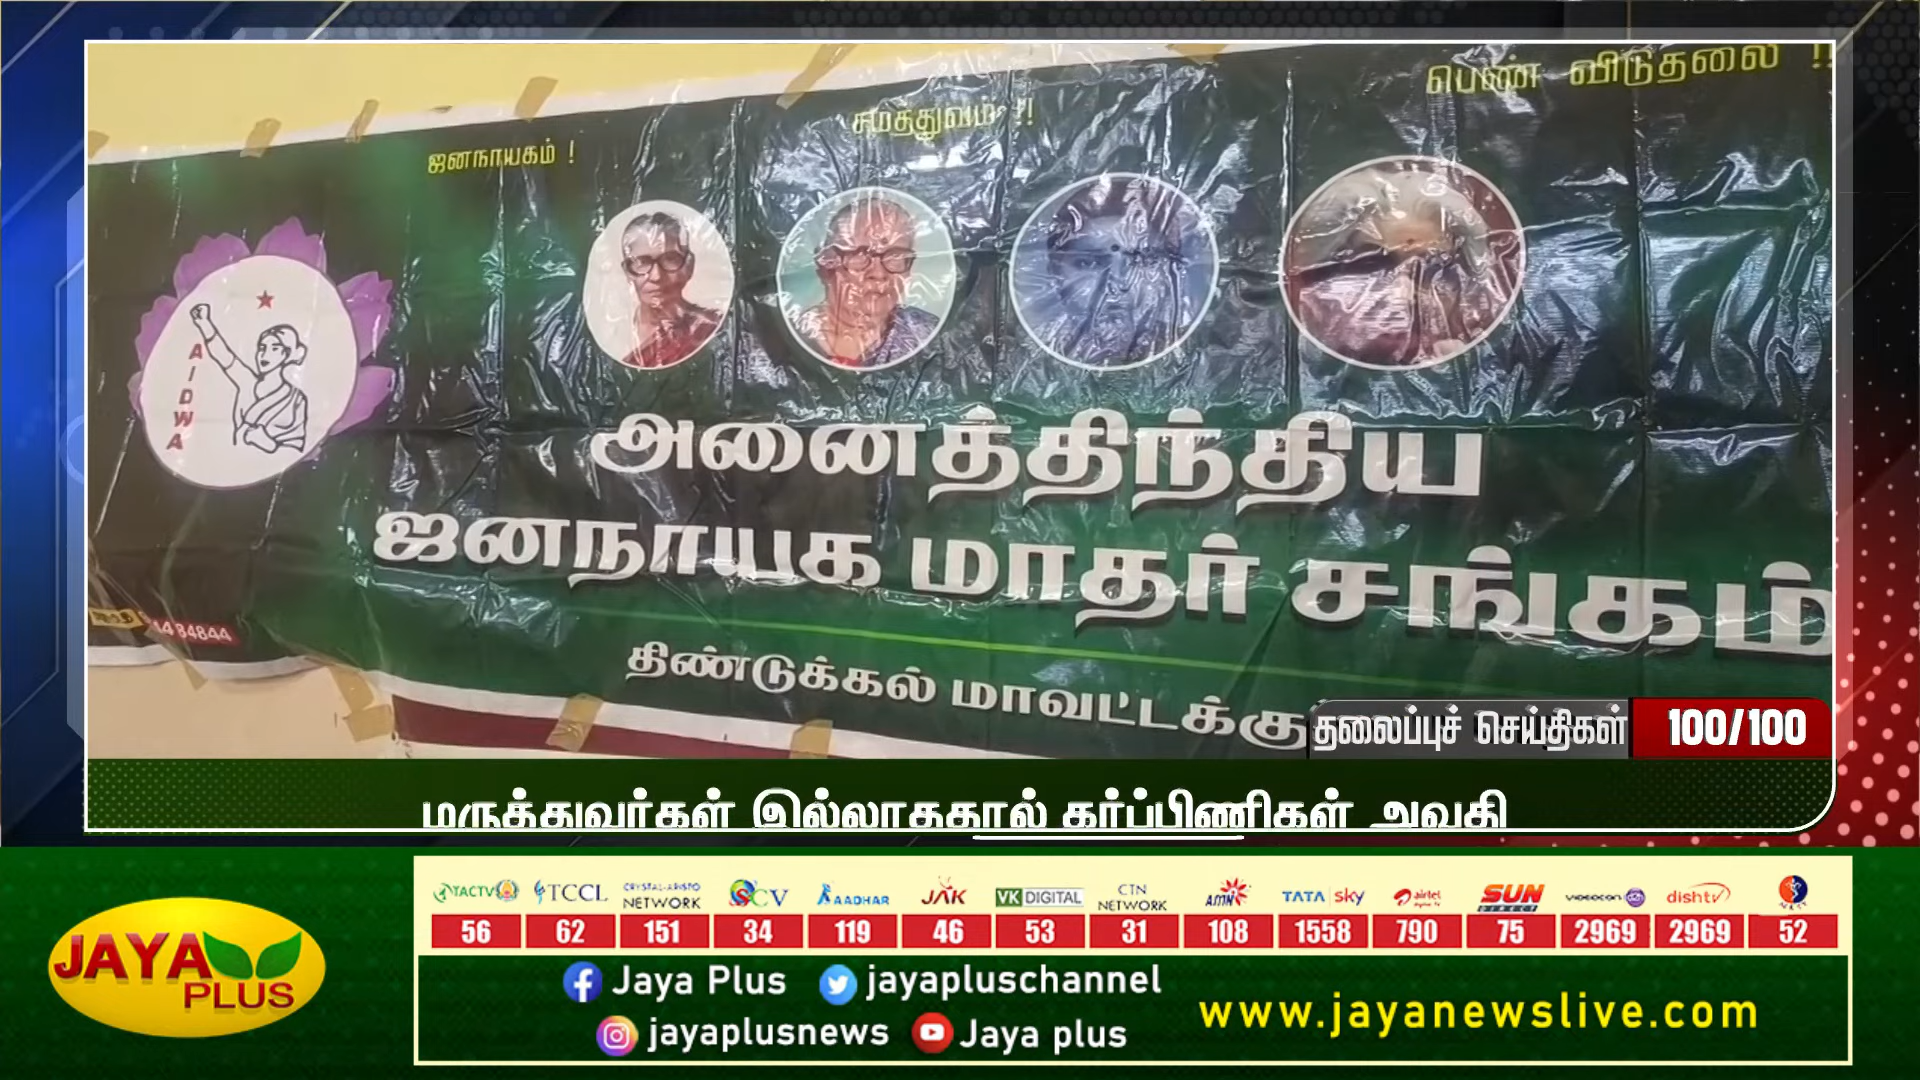 பெண் விடுதலை !!
சமத்துவம் !!
ஜனநாயகம் !
AIDWA
அனைத்திந்திய
ஜனநாயக மாதர் சங்கம்
திண்டுக்கல் மாவட்டக்கு
தலைப்புச் செய்திகள் 100/100
மருத்துவர்கள் இல்லாததால் கர்ப்பிணிகள் அவதி
JAYA PLUS
TACTV TCCL CRYSTAL-ARISTO NETWORK SCV AADHAR JAK VK DIGITAL CTN NETWORK AMN TATA sky airtel SUN DIRECT VIDEOCON dishtv
56 62 151 34 119 46 53 31 108 1558 790 75 2969 2969 52
Jaya Plus jayapluschannel
jayaplusnews Jaya plus
www.jayanewslive.com